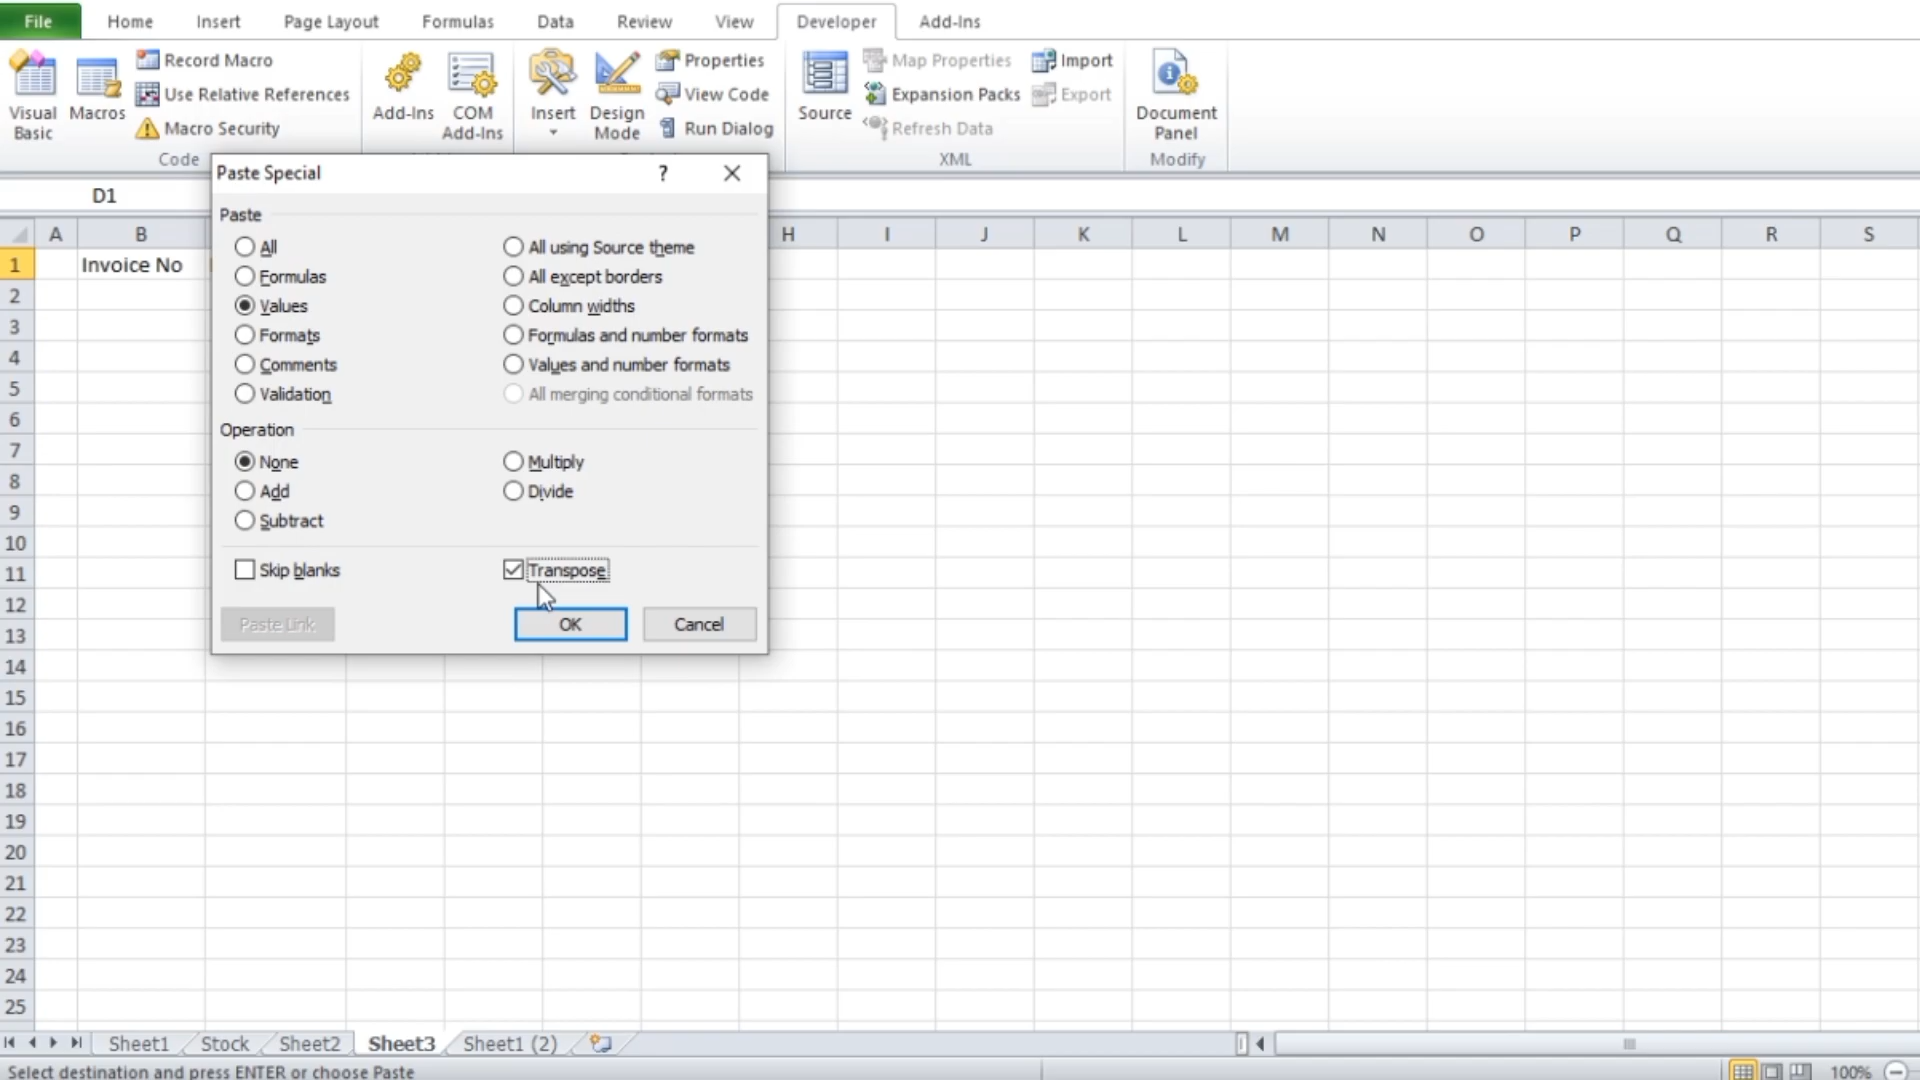 File Home Insert Page Layout Formulas Data Review View Developer Add-Ins
Visual Basic
Macros
Record Macro
Use Relative References
Macro Security
Code
Add-Ins
COM Add-Ins
Insert
Design Mode
Properties
View Code
Run Dialog
Source
Map Properties
Expansion Packs
Refresh Data
Import
Export
XML
Document Panel
Modify
D1
Paste Special ? 
Paste
All
Formulas
Values
Formats
Comments
Validation
All using Source theme
All except borders
Column widths
Formulas and number formats
Values and number formats
All merging conditional formats
Operation
None
Add
Subtract
Multiply
Divide
Skip blanks
Transpose
Paste Link
OK
Cancel
A B H I J K L M N O P Q R S
1 Invoice No
2
3
4
5
6
7
8
9
10
11
12
13
14
15
16
17
18
19
20
21
22
23
24
25
Sheet1 Stock Sheet2 Sheet3 Sheet1 (2)
Select destination and press ENTER or choose Paste
100%